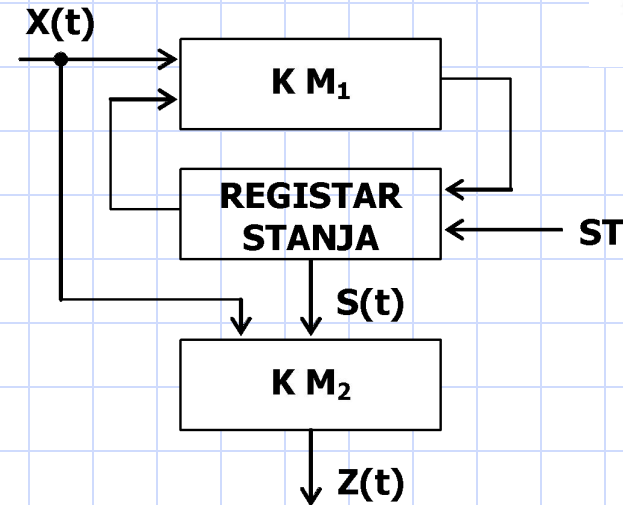 X(t)
K M₁
REGISTAR
STANJA
ST
S(t)
K M₂
Z(t)